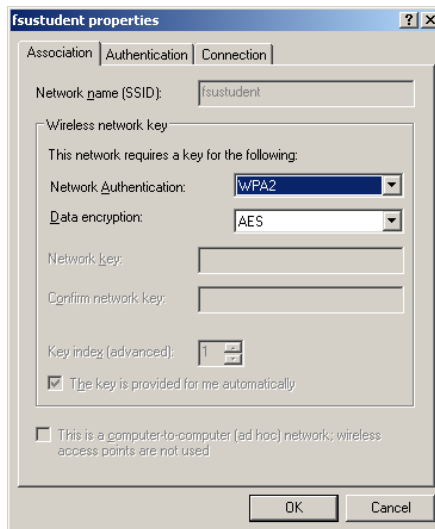 fsustudent properties
Association
Authentication
Connection
Network name (SSID):
fsustudent
Wireless network key
This network requires a key for the following:
Network Authentication:
WPA2
Data encryption:
AES
Network key:
Confirm network key:
Key index (advanced):
1
The key is provided for me automatically
This is a computer-to-computer (ad hoc) network; wireless
access points are not used
OK
Cancel